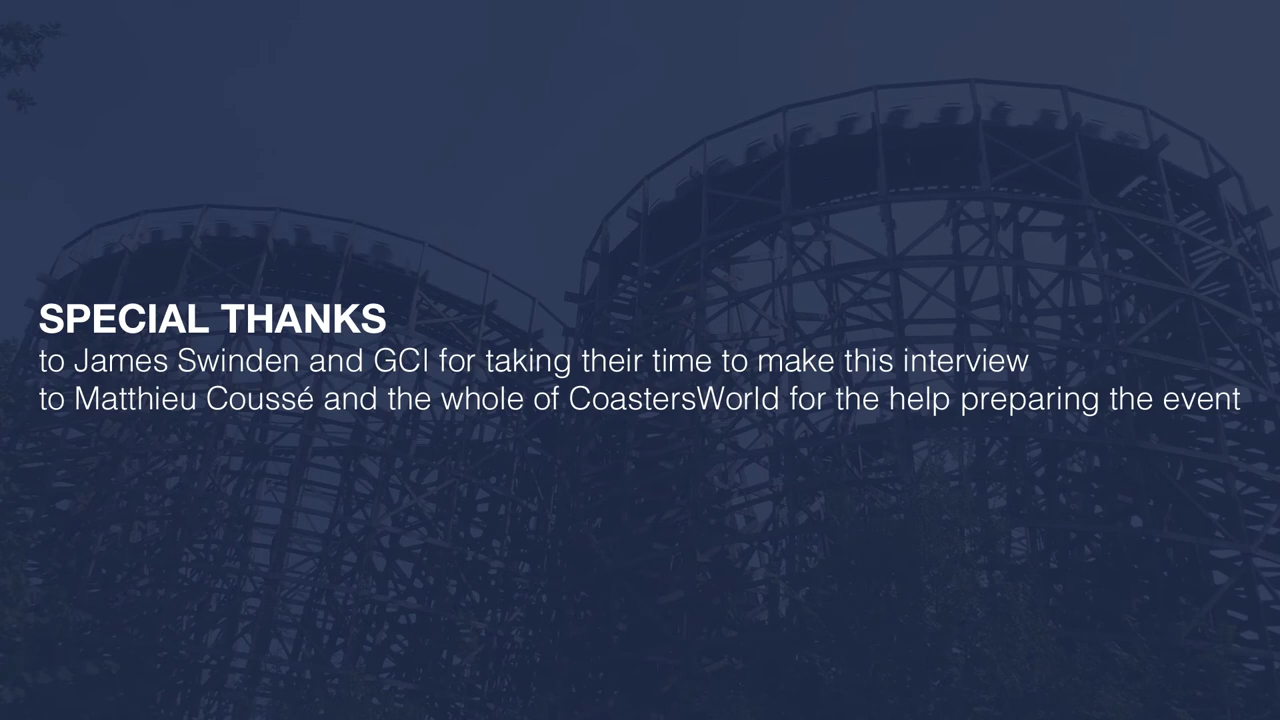 SPECIAL THANKS
to James Swinden and GCI for taking their time to make this interview
to Matthieu Coussé and the whole of CoastersWorld for the help preparing the event